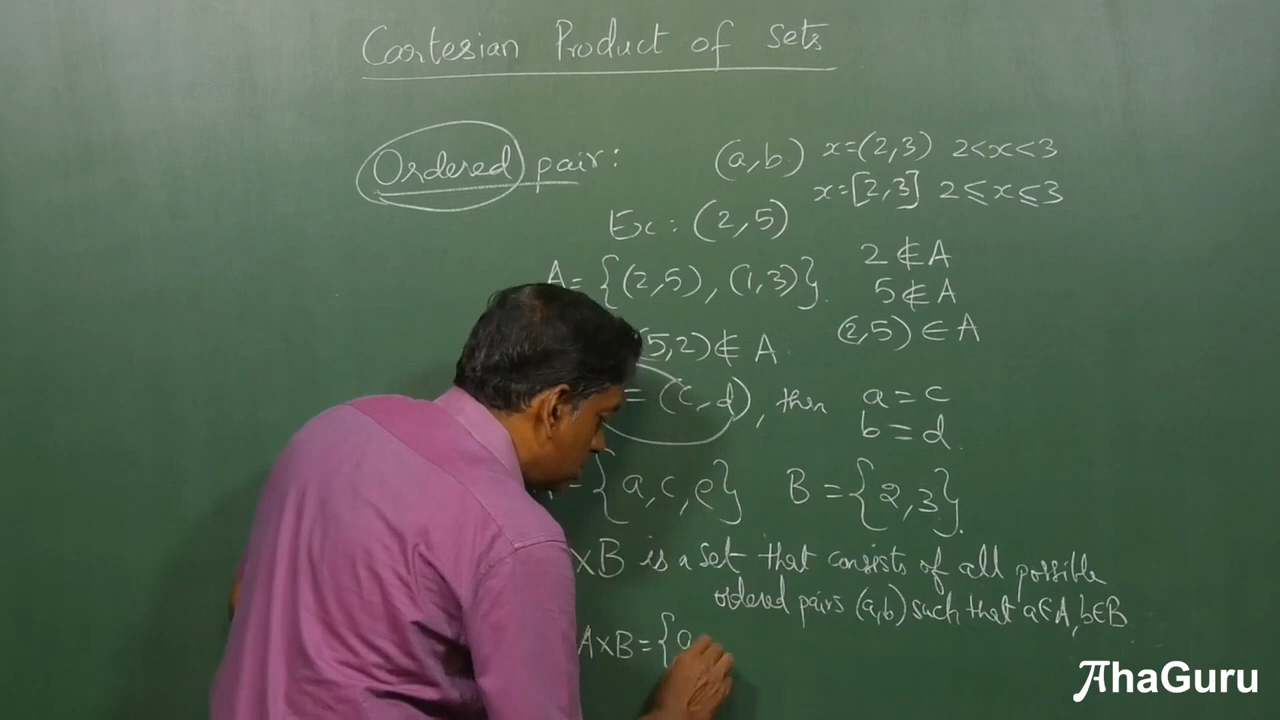 Cartesian Product of Sets
Ordered pair:
(a,b) x=(2,3) 2<x<3
x=[2,3] 2≤x≤3
Ex: (2,5)
A = {(2,5), (1,3)}. 2∉A
5∉A
(5,2)∉A (2,5)∈A
= (c,d), then a=c
b=d.
= {a,c,e} B={2,3}.
×B is a set that consists of all possible
ordered pairs (a,b) such that a∈A, b∈B
A×B={a
AhaGuru